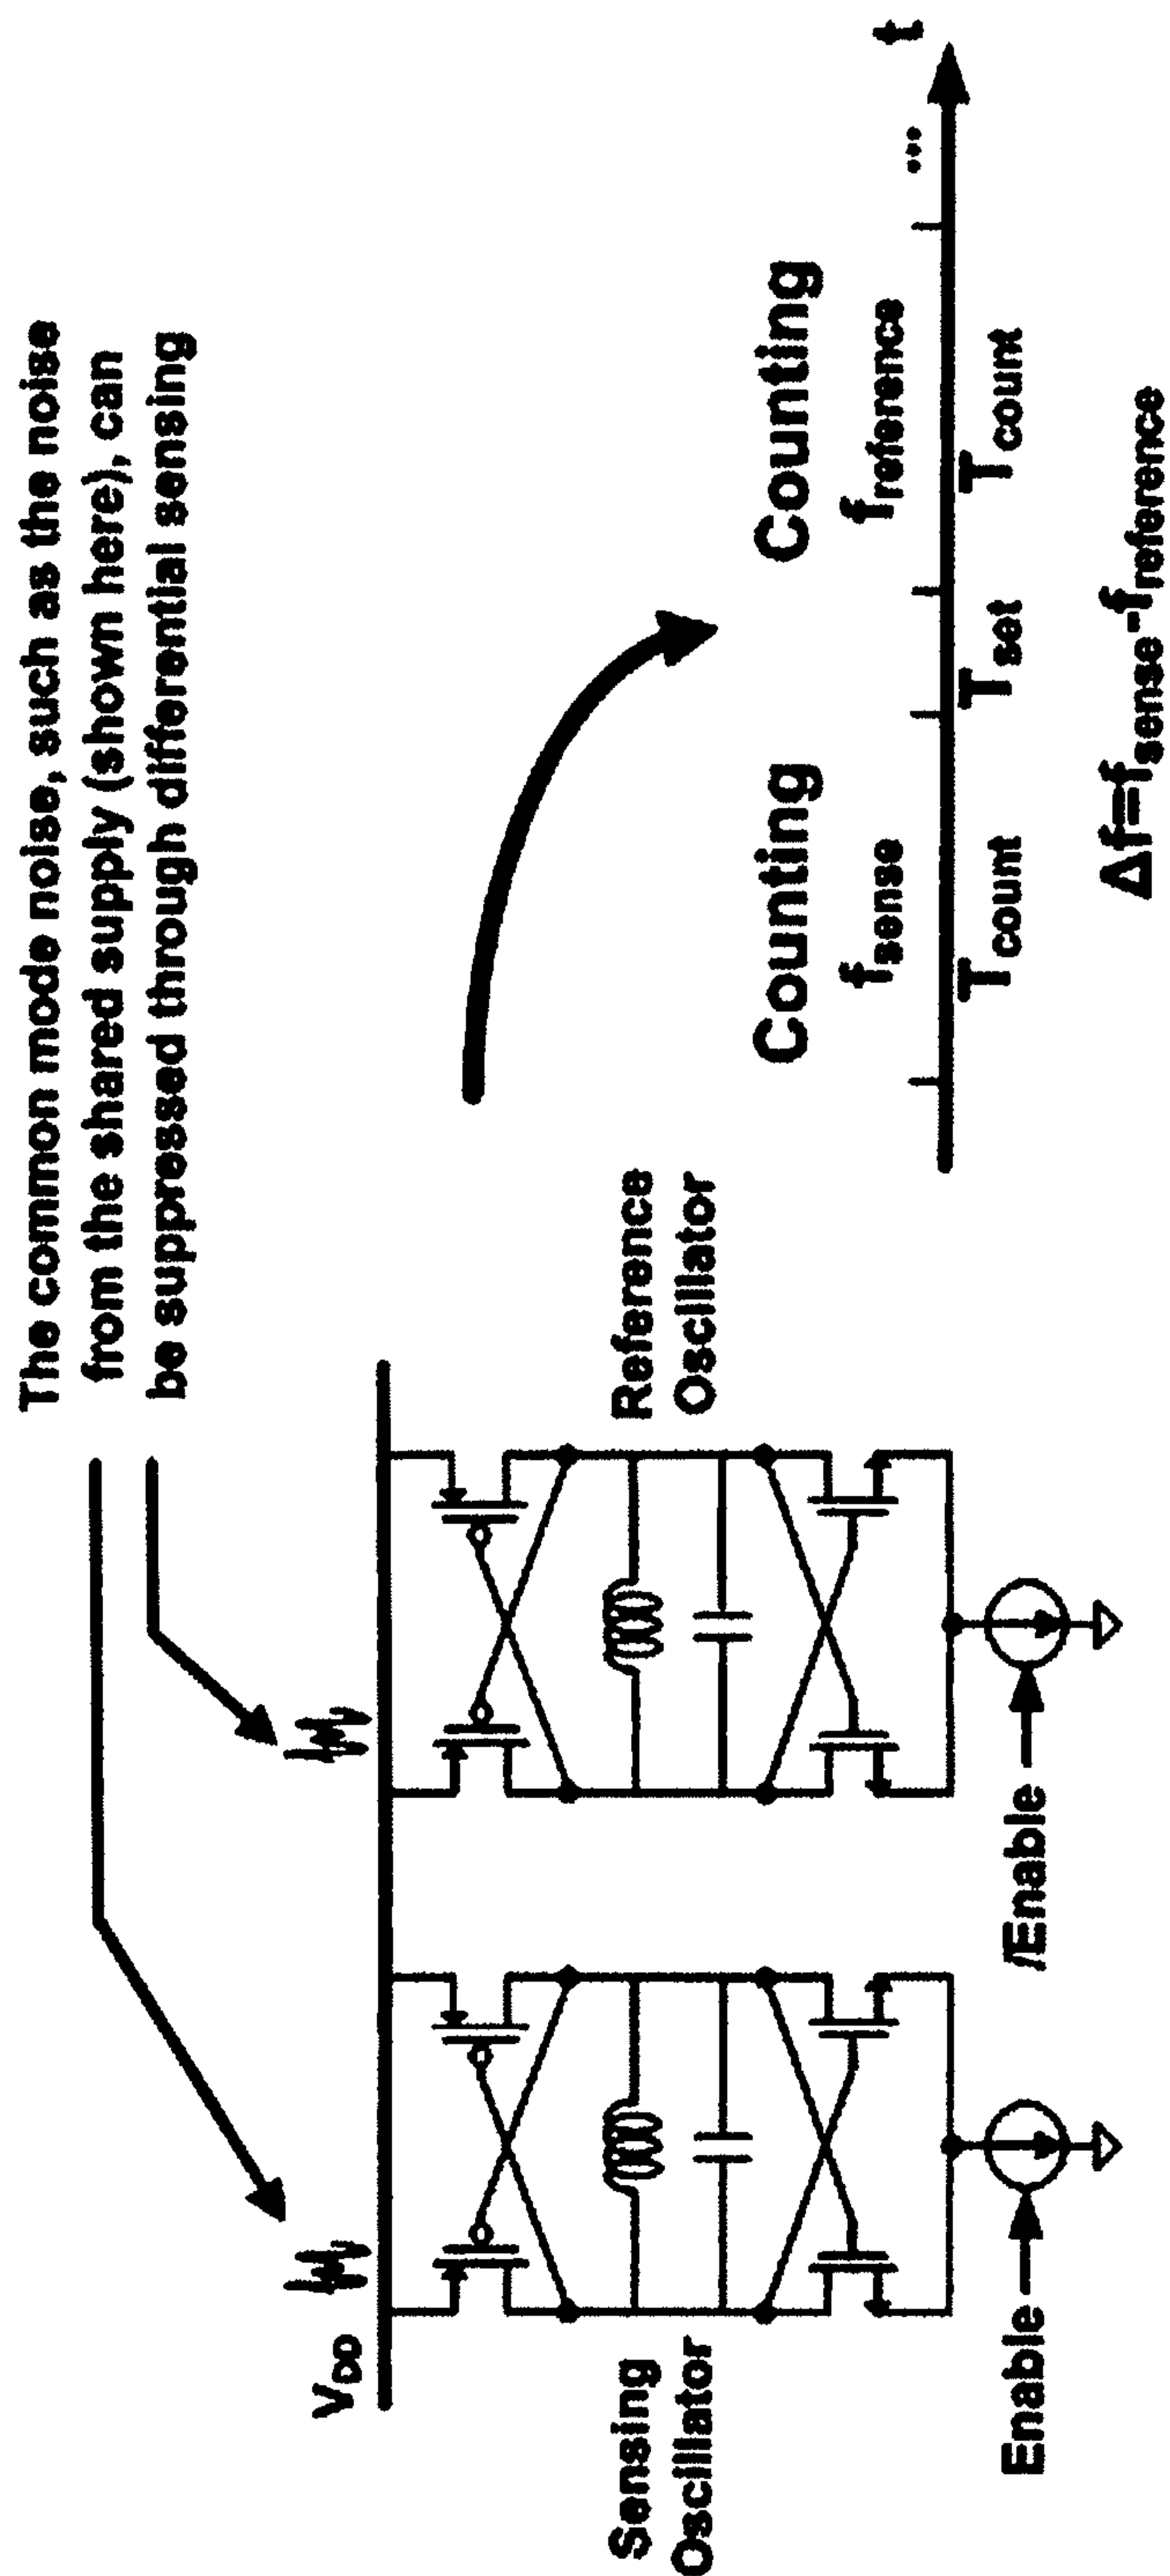 The common mode noise, such as the noise
from the shared supply (shown here), can
be suppressed through differential sensing
VDD
Sensing
Oscillator
Reference
Oscillator
Enable
/Enable
Counting
fsense
Counting
freference
...
t
Tcount
Tset
Tcount
Δf=fsense-freference